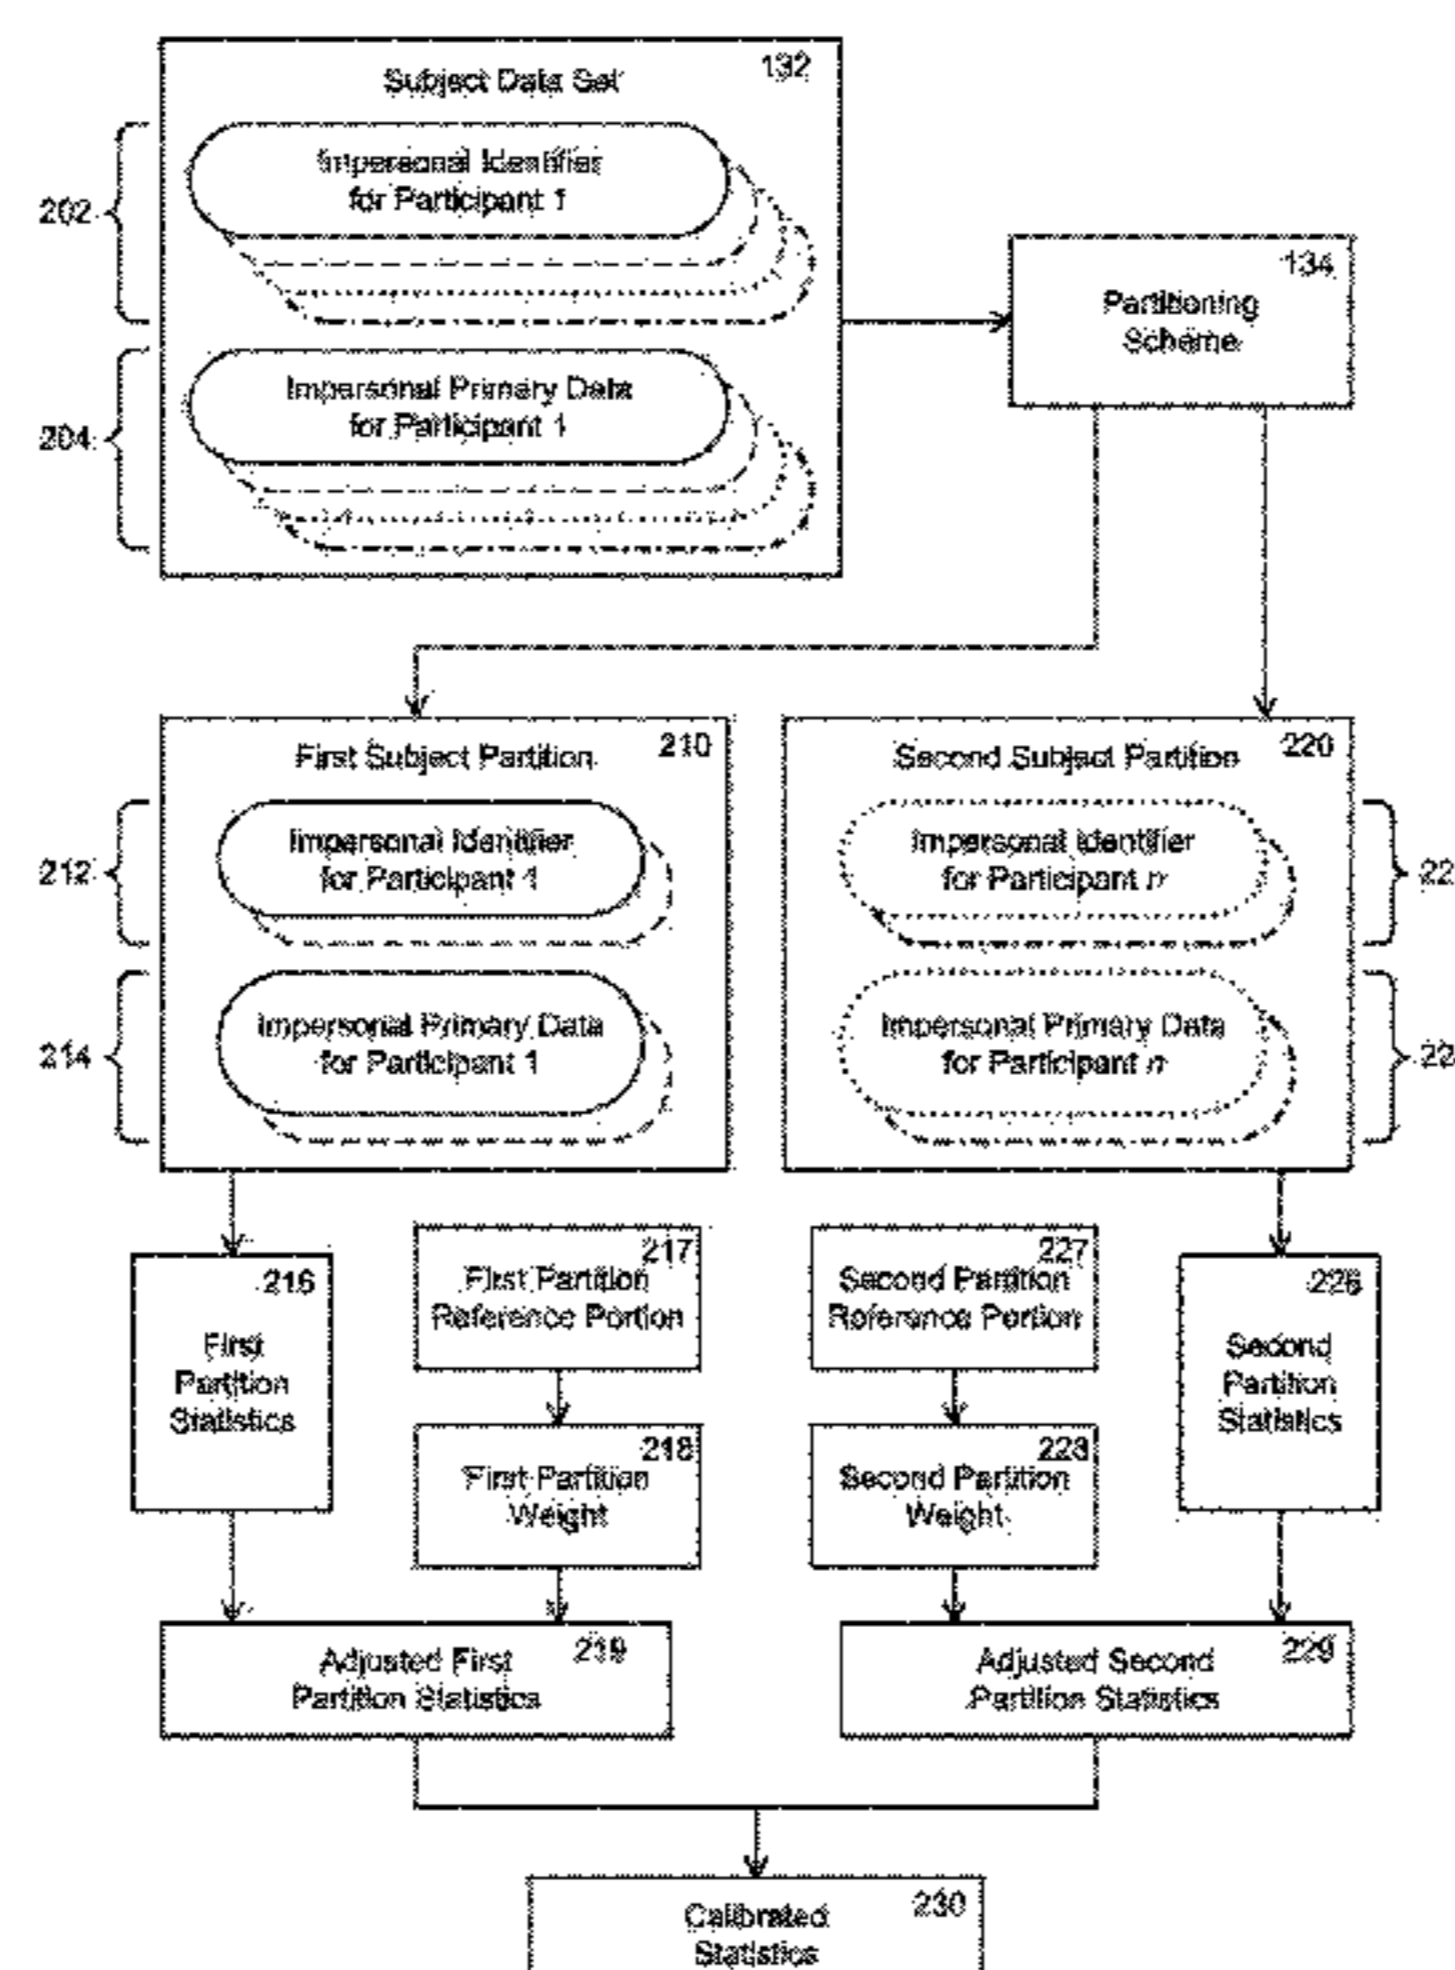 Subject Data Set
132
202
Impersonal Identifier
for Participant 1
134
Partitioning
Scheme
204
Impersonal Primary Data
for Participant 1
First Subject Partition
210
Second Subject Partition
220
212
Impersonal Identifier
for Participant 1
Impersonal Identifier
for Participant n
22
214
Impersonal Primary Data
for Participant 1
Impersonal Primary Data
for Participant n
22
216
First
Partition
Statistics
217
First Partition
Reference Portion
227
Second Partition
Reference Portion
226
Second
Partition
Statistics
218
First Partition
Weight
228
Second Partition
Weight
Adjusted First
Partition Statistics
219
Adjusted Second
Partition Statistics
229
230
Calibrated
Statistics